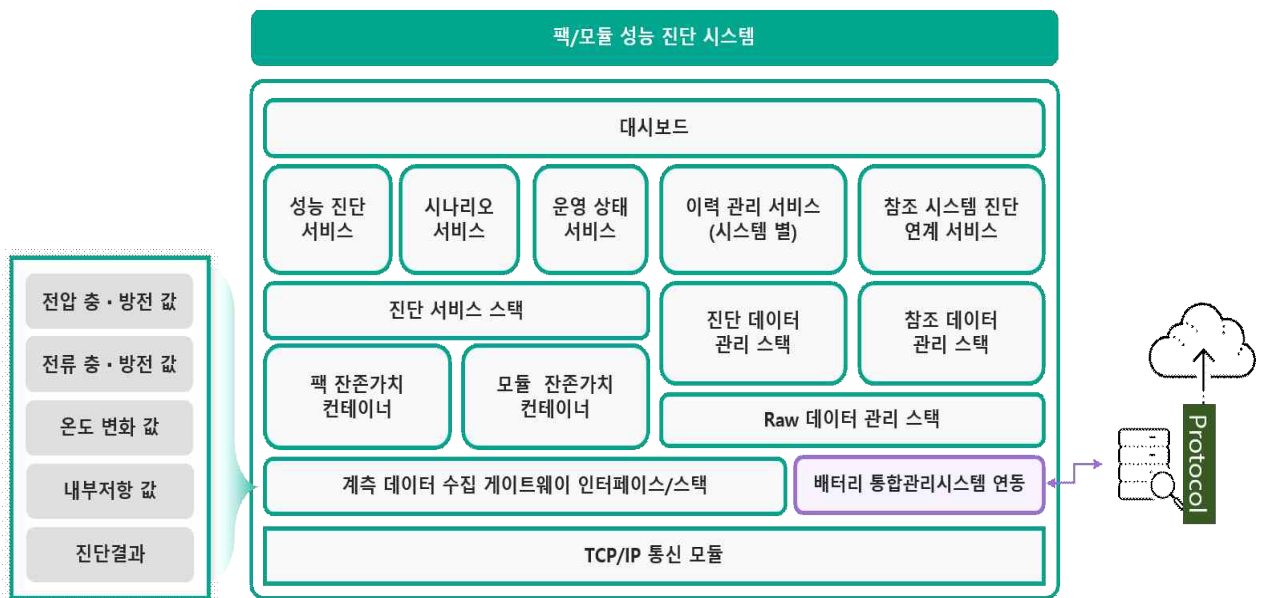 팩/모듈 성능 진단 시스템
대시보드
성능 진단
서비스
시나리오
서비스
운영 상태
서비스
이력 관리 서비스
(시스템 별)
참조 시스템 진단
연계 서비스
진단 서비스 스택
진단 데이터
관리 스택
참조 데이터
관리 스택
팩 잔존가치
컨테이너
모듈 잔존가치
컨테이너
Raw 데이터 관리 스택
계측 데이터 수집 게이트웨이 인터페이스/스택
배터리 통합관리시스템 연동
TCP/IP 통신 모듈
전압 충·방전 값
전류 충·방전 값
온도 변화 값
내부저항 값
진단결과
Protocol